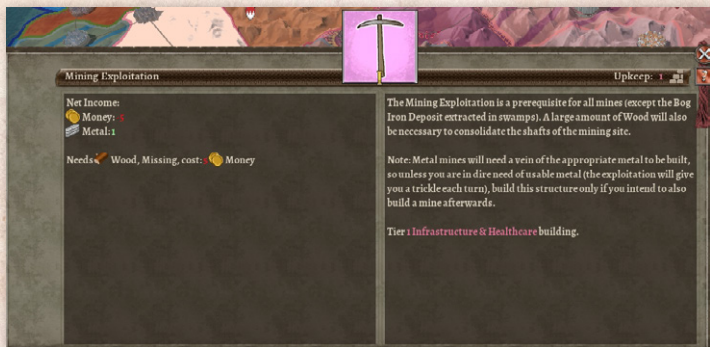 Mining Exploitation
Upkeep: 1
Net Income:
Money: -5
Metal:1
Needs Wood, Missing, cost: 5 Money
The Mining Exploitation is a prerequisite for all mines (except the Bog
Iron Deposit extracted in swamps). A large amount of Wood will also
be necessary to consolidate the shafts of the mining site.
Note: Metal mines will need a vein of the appropriate metal to be built,
so unless you are in dire need of usable metal (the exploitation will give
you a trickle each turn), build this structure only if you intend to also
build a mine afterwards.
Tier 1 Infrastructure & Healthcare building.